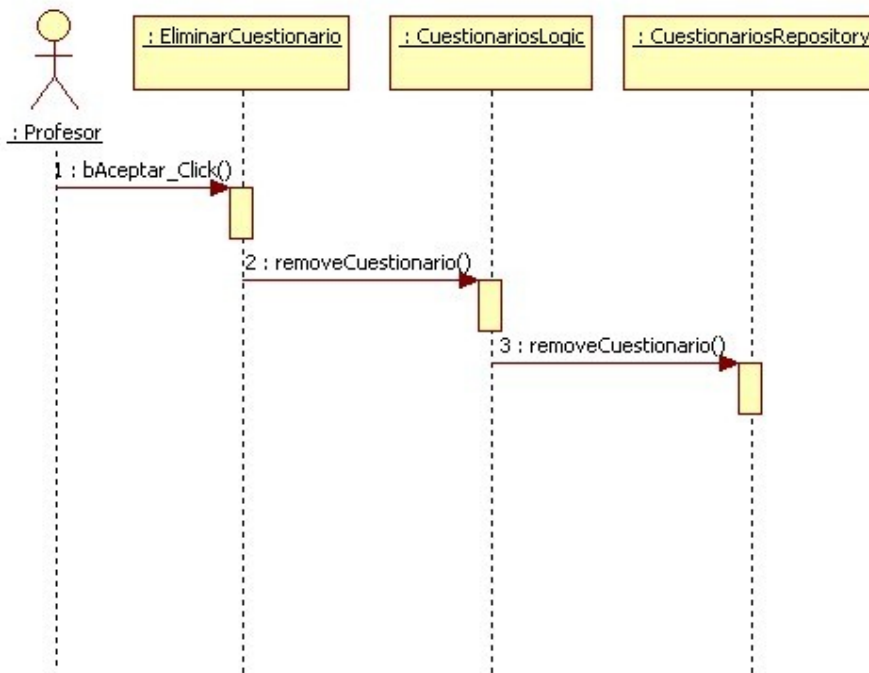 : EliminarCuestionario
: CuestionariosLogic
: CuestionariosRepository
: Profesor
1 : bAceptar_Click()
2 : removeCuestionario()
3 : removeCuestionario()